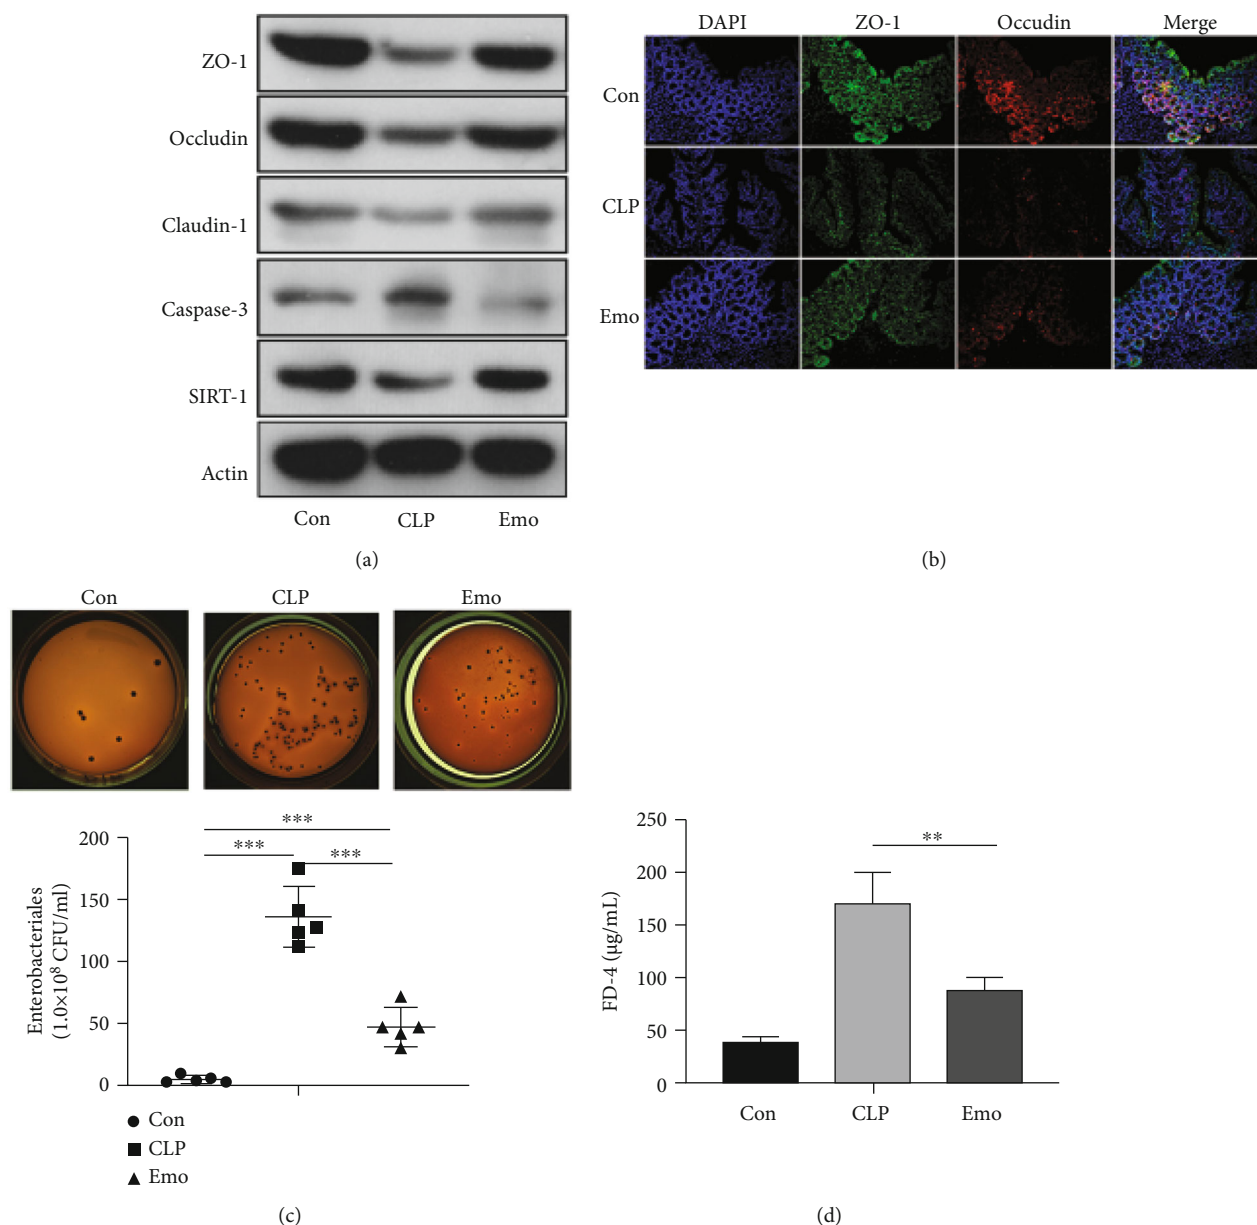 ZO-1
Occludin
Claudin-1
Caspase-3
SIRT-1
Actin
Con CLP Emo
(a)
DAPI ZO-1 Occudin Merge
Con
CLP
Emo
(b)
Con CLP Emo
***
*** ***
Enterobacteriales
(1.0×10⁸ CFU/ml)
200
150
100
50
0
Con
CLP
Emo
(c)
**
FD-4 (μg/mL)
250
200
150
100
50
0
Con CLP Emo
(d)